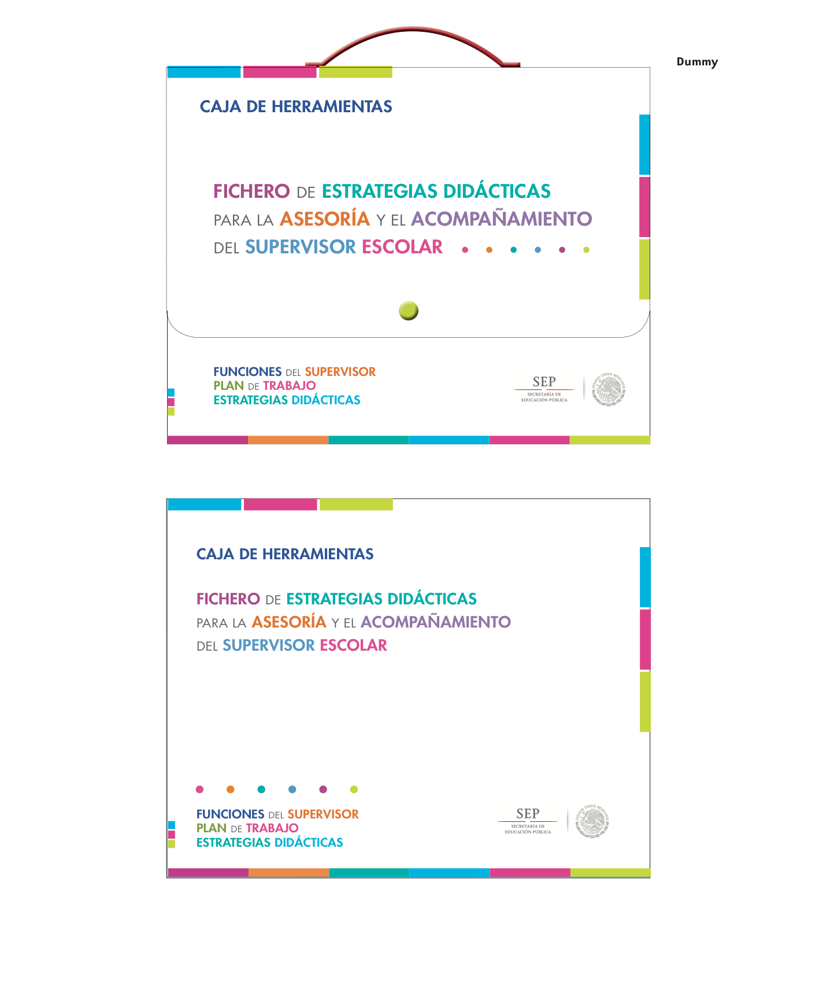 Dummy
CAJA DE HERRAMIENTAS
FICHERO DE ESTRATEGIAS DIDÁCTICAS
PARA LA ASESORÍA Y EL ACOMPAÑAMIENTO
DEL SUPERVISOR ESCOLAR
FUNCIONES DEL SUPERVISOR
PLAN DE TRABAJO
ESTRATEGIAS DIDÁCTICAS
SEP
SECRETARÍA DE
EDUCACIÓN PÚBLICA
ESTADOS UNIDOS MEXICANOS
CAJA DE HERRAMIENTAS
FICHERO DE ESTRATEGIAS DIDÁCTICAS
PARA LA ASESORÍA Y EL ACOMPAÑAMIENTO
DEL SUPERVISOR ESCOLAR
FUNCIONES DEL SUPERVISOR
PLAN DE TRABAJO
ESTRATEGIAS DIDÁCTICAS
SEP
SECRETARÍA DE
EDUCACIÓN PÚBLICA
ESTADOS UNIDOS MEXICANOS